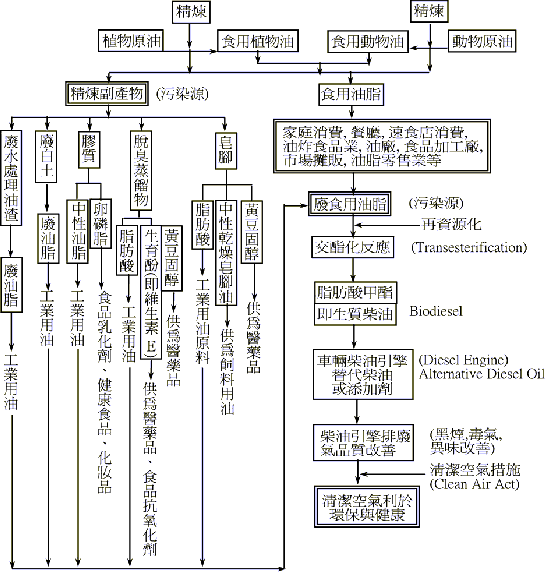 精煉
精煉
植物原油
食用植物油
食用動物油
動物原油
精煉副產物
(污染源)
食用油脂
廢水處理油渣
廢白土
膠質
脫臭蒸餾物
皂腳
廢油脂
工業用油
廢油脂
工業用油
中性油脂
工業用油
卵磷脂
食品乳化劑、健康食品、化妝品
脂肪酸
工業用油
生育酚(即維生素 E)
供為醫藥品、食品抗氧化劑
黃豆固醇
供為醫藥品
脂肪酸
工業用油原料
中性乾燥皂腳油
供為飼料用油
黃豆固醇
供為醫藥品
家庭消費, 餐廳, 速食店消費,
油炸食品業, 油廠, 食品加工廠,
市場攤販, 油脂零售業等
廢食用油脂
(污染源)
再資源化
交酯化反應
(Transesterification)
脂肪酸甲酯
即生質柴油
Biodiesel
車輛柴油引擎
替代柴油
或添加劑
(Diesel Engine)
Alternative Diesel Oil
柴油引擎排廢
氣品質改善
(黑煙,毒氣,
異味改善)
清潔空氣措施
(Clean Air Act)
清潔空氣利於
環保與健康